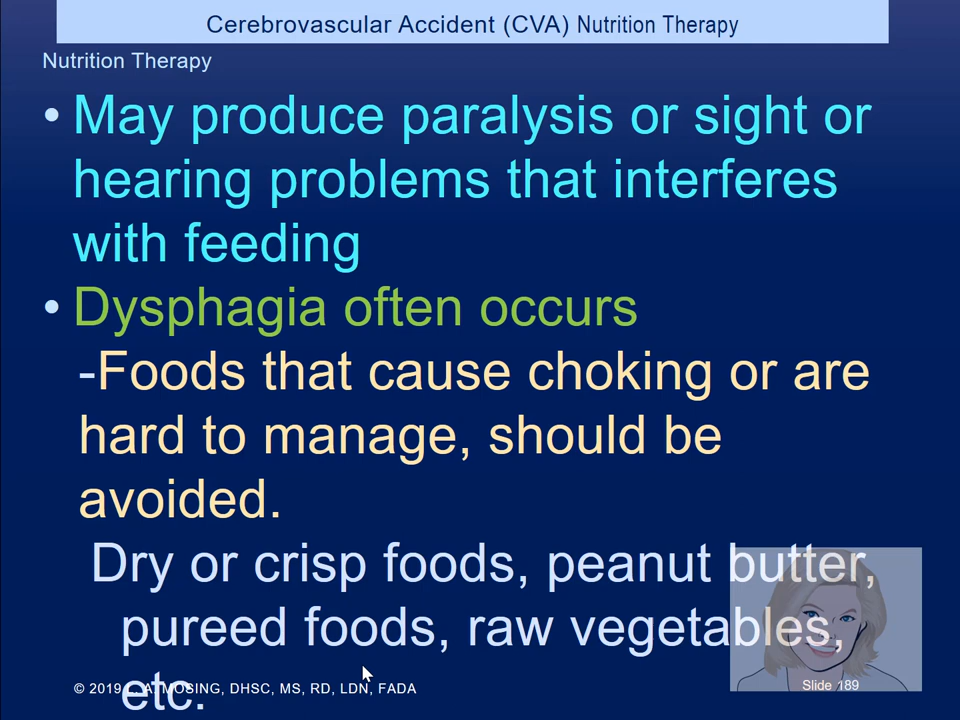 Cerebrovascular Accident (CVA) Nutrition Therapy
Nutrition Therapy
• May produce paralysis or sight or
hearing problems that interferes
with feeding
• Dysphagia often occurs
-Foods that cause choking or are
hard to manage, should be
avoided.
Dry or crisp foods, peanut butter,
pureed foods, raw vegetables,
etc.
© 2019 MOSING, DHSC, MS, RD, LDN, FADA
Slide 189